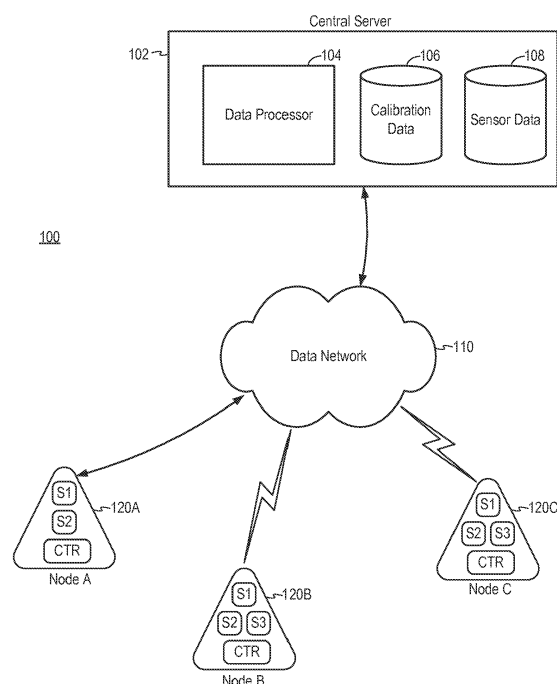 Central Server
102
104
106
108
Data Processor
Calibration
Data
Sensor Data
100
Data Network
110
S1
S2
CTR
120A
Node A
S1
S2 S3
CTR
120B
Node B
S1
S2 S3
CTR
120C
Node C